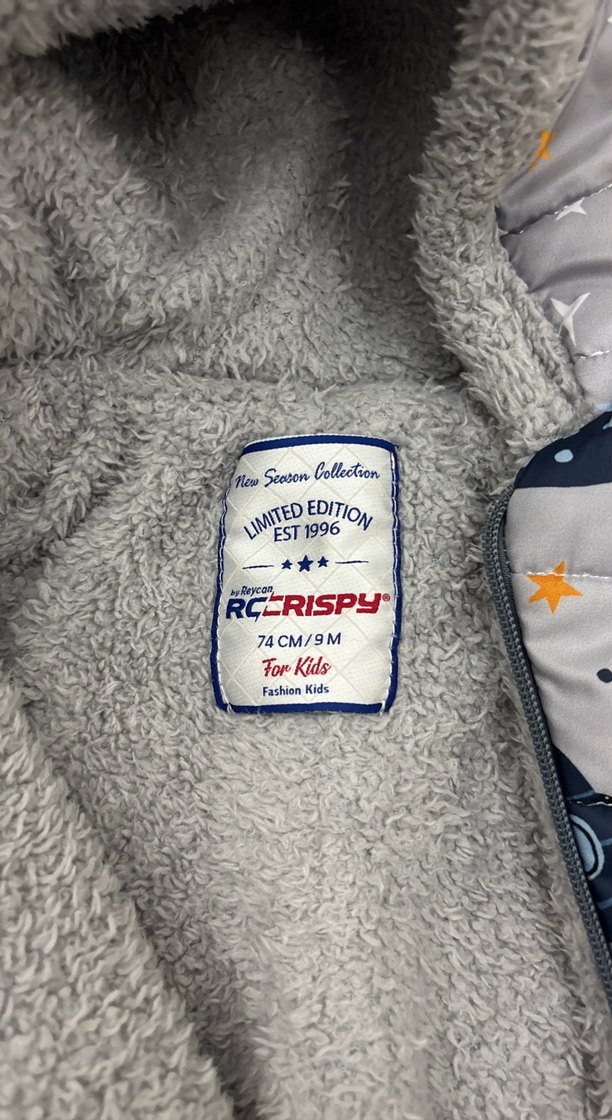 New Season Collection
LIMITED EDITION
EST 1996
by Reycan
RCCRISPY®
74 CM / 9 M
For Kids
Fashion Kids